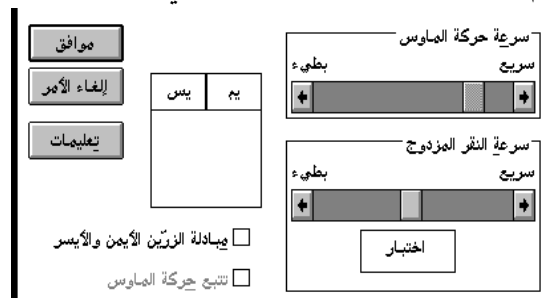 سرعة حركة الماوس
سريع
بطيء
سرعة النقر المزدوج
سريع
بطيء
اختبار
يم
يس
موافق
إلغاء الأمر
تعليمات
مبادلة الزرّين الأيمن والأيسر
تتبع حركة الماوس